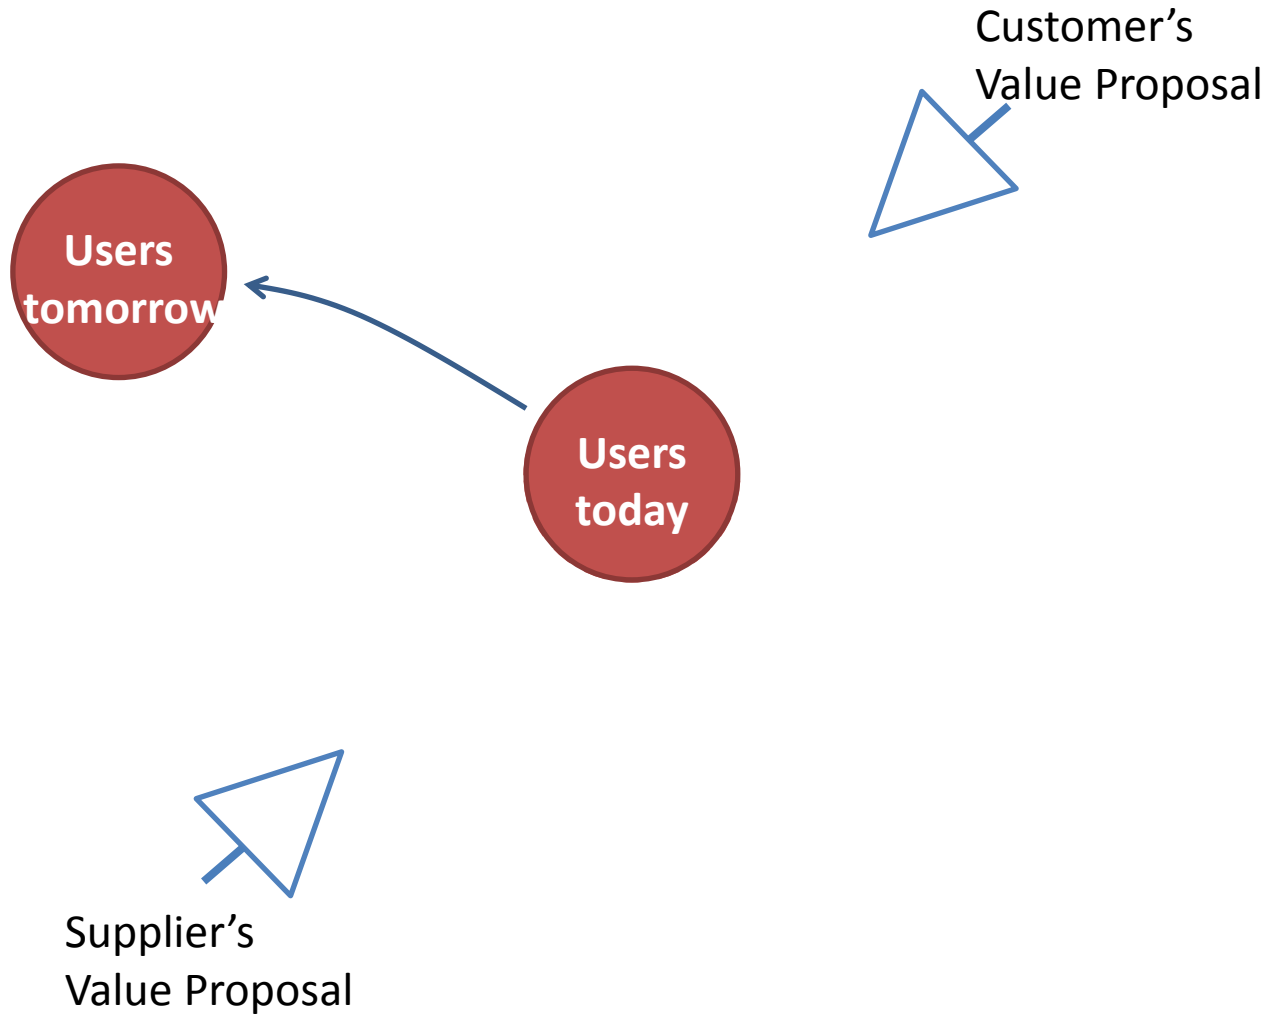 Customer’s
Value Proposal
Users
tomorrow
Users
today
Supplier’s
Value Proposal